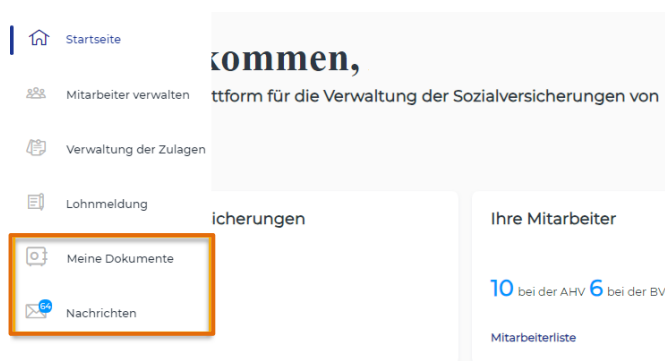 Startseite
kommen,
Mitarbeiter verwalten
ttform für die Verwaltung der Sozialversicherungen von
Verwaltung der Zulagen
Lohnmeldung
icherungen
Ihre Mitarbeiter
Meine Dokumente
10 bei der AHV 6 bei der BV
64
Nachrichten
Mitarbeiterliste